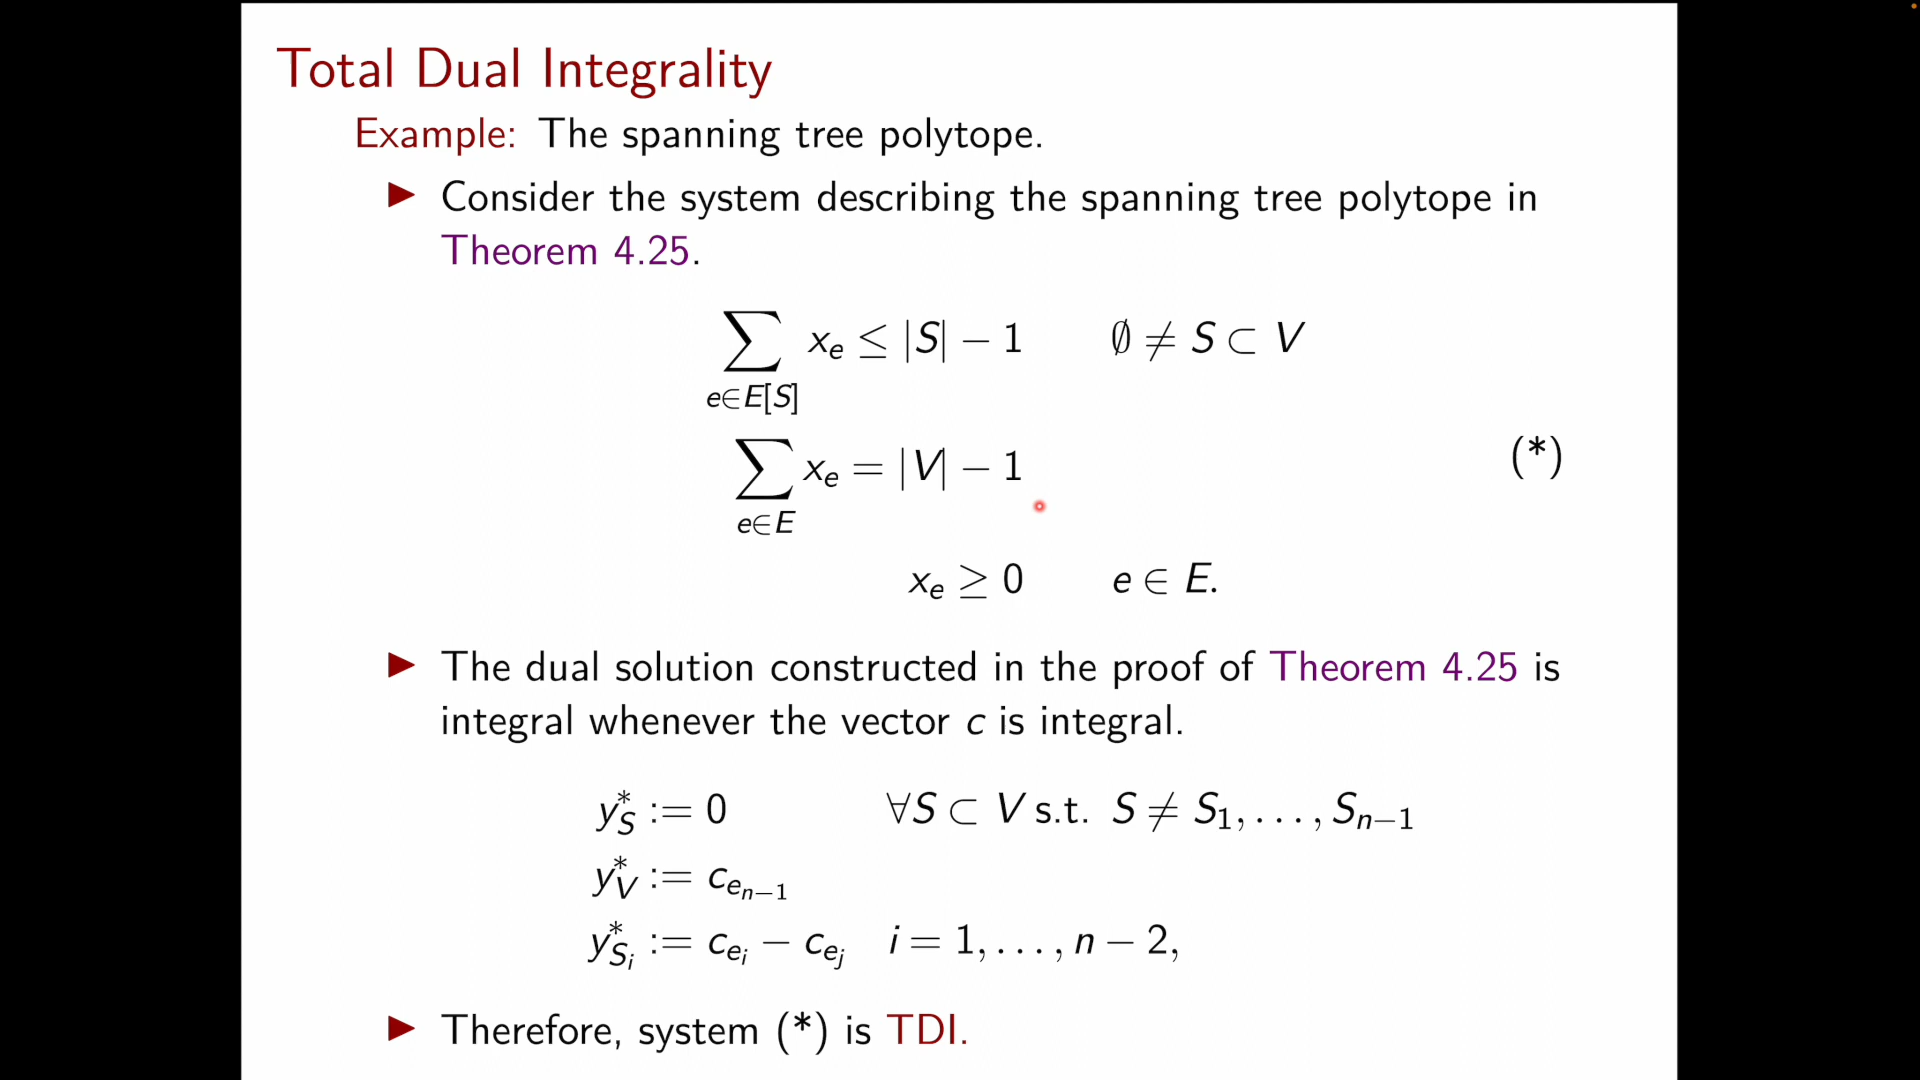 Total Dual Integrality
Example: The spanning tree polytope.
▶ Consider the system describing the spanning tree polytope in
Theorem 4.25.
∑_{e∈E[S]} x_e ≤ |S| − 1    ∅ ≠ S ⊂ V
∑_{e∈E} x_e = |V| − 1    (*)
x_e ≥ 0    e ∈ E.
▶ The dual solution constructed in the proof of Theorem 4.25 is
integral whenever the vector c is integral.
y*_S := 0    ∀S ⊂ V s.t. S ≠ S_1, . . . , S_{n−1}
y*_V := c_{e_{n−1}}
y*_{S_i} := c_{e_i} − c_{e_j}    i = 1, . . . , n − 2,
▶ Therefore, system (*) is TDI.